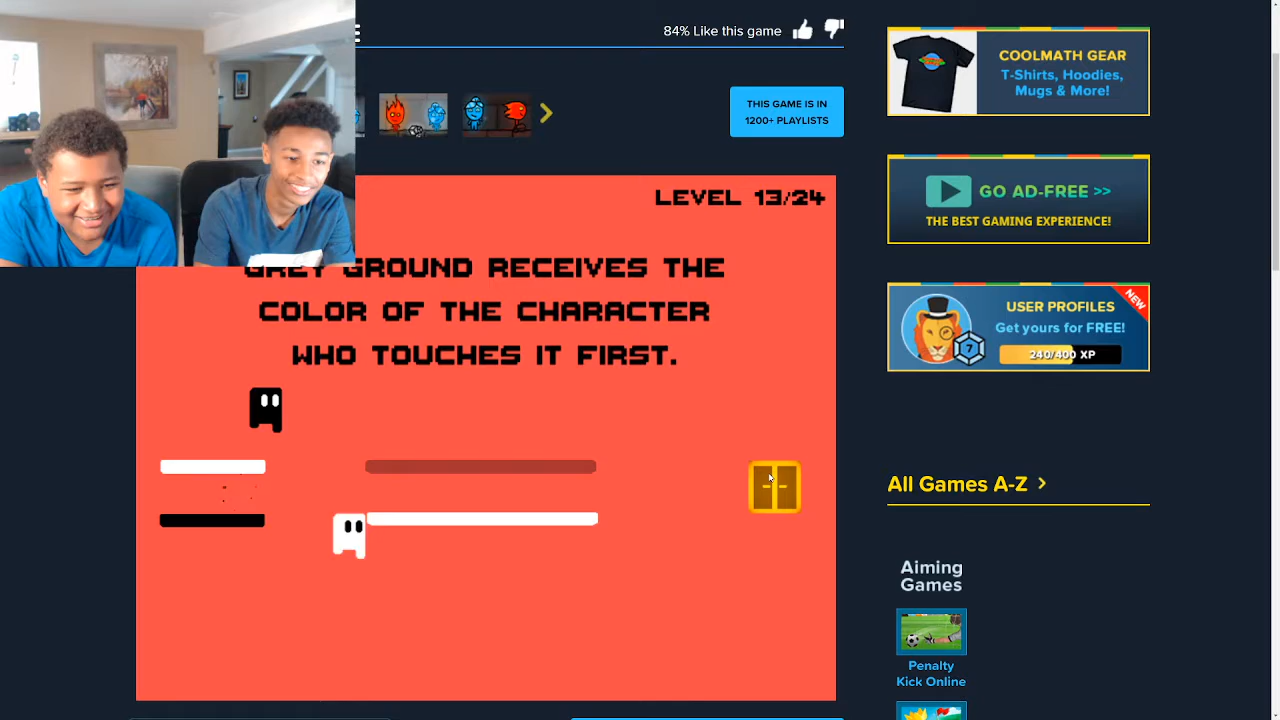 84% Like this game
THIS GAME IS IN
1200+ PLAYLISTS
LEVEL 13/24
GREY GROUND RECEIVES THE
COLOR OF THE CHARACTER
WHO TOUCHES IT FIRST.
COOLMATH GEAR
T-Shirts, Hoodies,
Mugs & More!
GO AD-FREE >>
THE BEST GAMING EXPERIENCE!
NEW
USER PROFILES
Get yours for FREE!
7
240/400 XP
All Games A-Z
Aiming
Games
Penalty
Kick Online